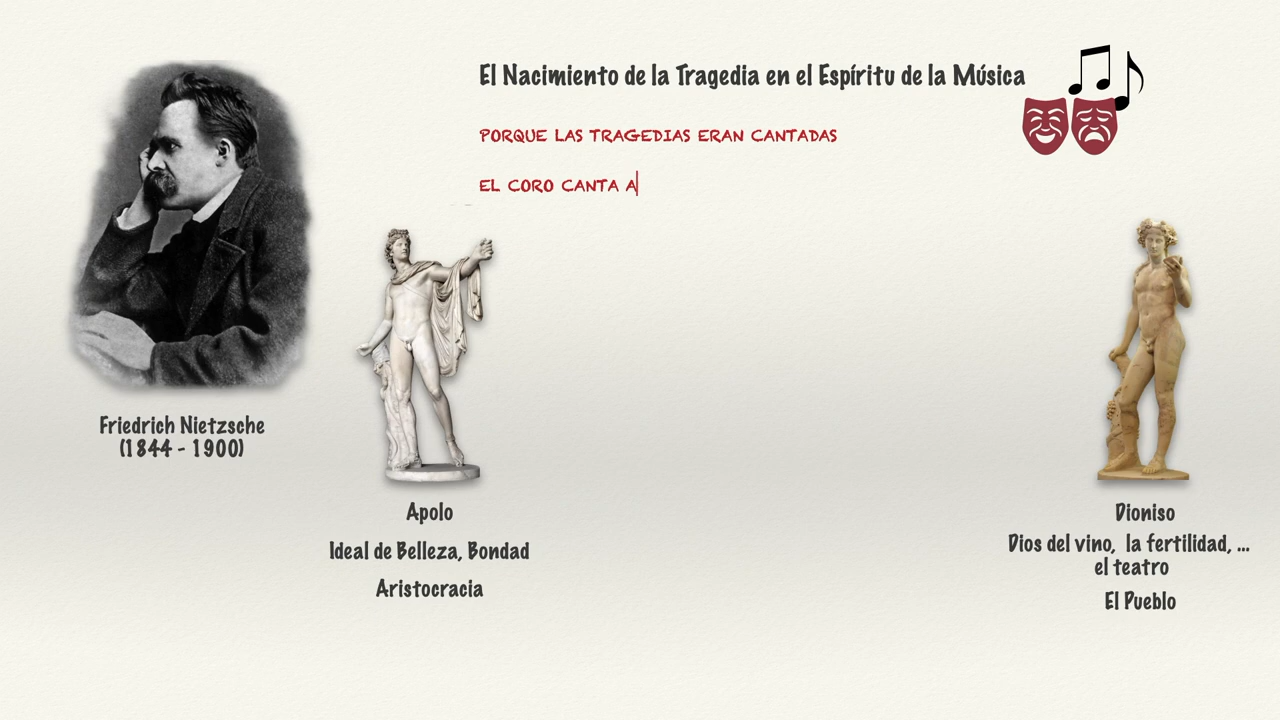 El Nacimiento de la Tragedia en el Espíritu de la Música
PORQUE LAS TRAGEDIAS ERAN CANTADAS
EL CORO CANTA A
Friedrich Nietzsche
(1844 - 1900)
Apolo
Ideal de Belleza, Bondad
Aristocracia
Dioniso
Dios del vino, la fertilidad, ...
el teatro
El Pueblo